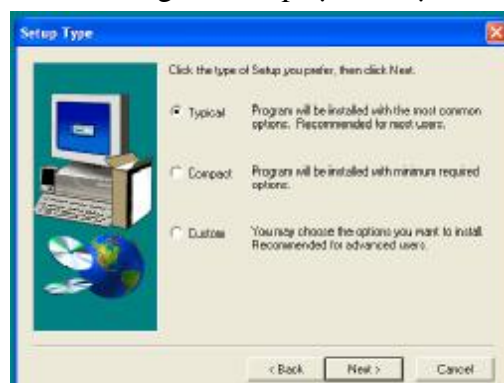 Setup Type
Click the type of Setup you prefer, then click Next.
Typical
Program will be installed with the most common
options. Recommended for most users.
Compact
Program will be installed with minimum required
options.
Custom
You may choose the options you want to install.
Recommended for advanced users.
< Back
Next >
Cancel